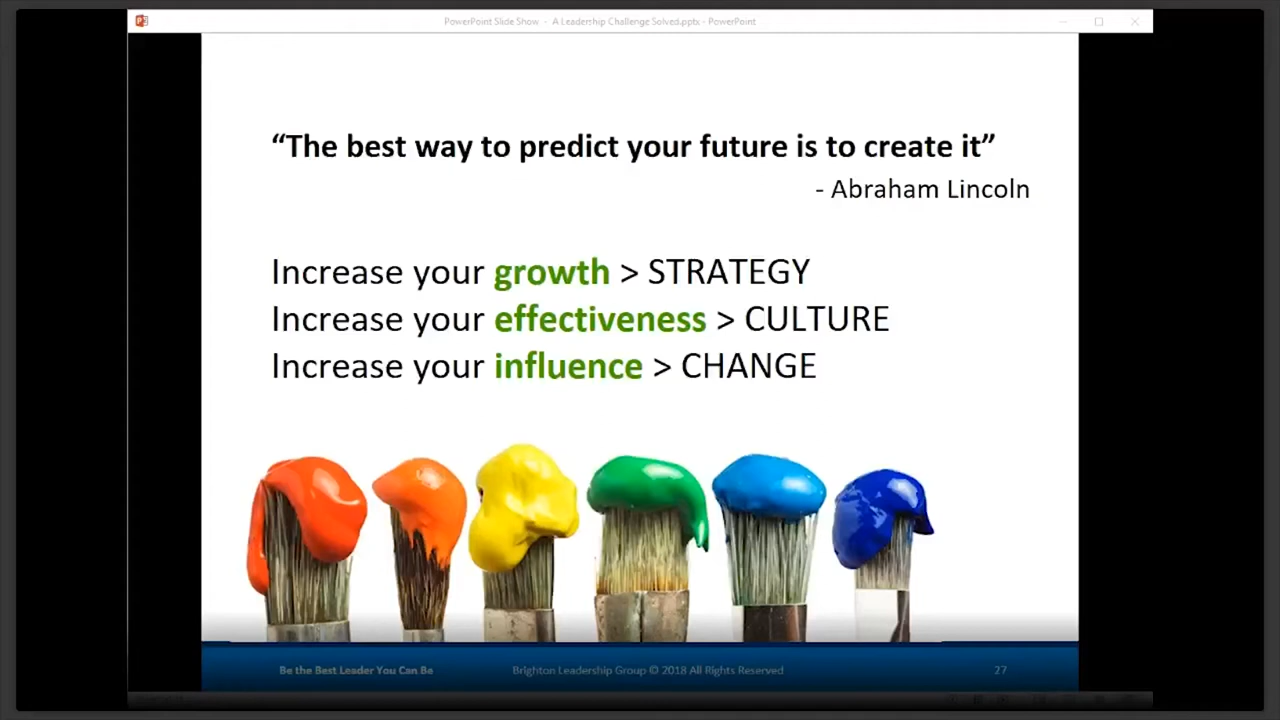 PowerPoint Slide Show - A Leadership Challenge Solved.pptx - PowerPoint
“The best way to predict your future is to create it”
- Abraham Lincoln
Increase your growth > STRATEGY
Increase your effectiveness > CULTURE
Increase your influence > CHANGE
Be the Best Leader You Can Be Brighton Leadership Group © 2018 All Rights Reserved 27